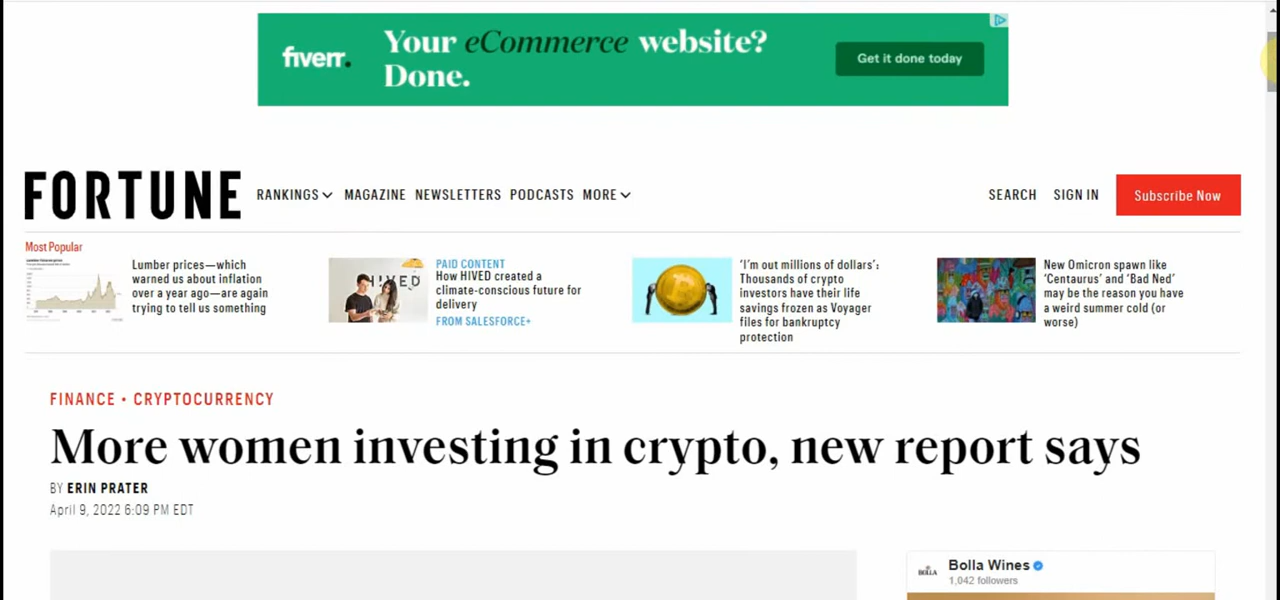 fiverr.
Your eCommerce website?
Done.
Get it done today
FORTUNE
RANKINGS
MAGAZINE
NEWSLETTERS
PODCASTS
MORE
SEARCH
SIGN IN
Subscribe Now
Most Popular
Lumber prices—which
warned us about inflation
over a year ago—are again
trying to tell us something
HIVED
PAID CONTENT
How HIVED created a
climate-conscious future for
delivery
FROM SALESFORCE+
'I'm out millions of dollars':
Thousands of crypto
investors have their life
savings frozen as Voyager
files for bankruptcy
protection
New Omicron spawn like
'Centaurus' and 'Bad Ned'
may be the reason you have
a weird summer cold (or
worse)
FINANCE • CRYPTOCURRENCY
More women investing in crypto, new report says
BY ERIN PRATER
April 9, 2022 6:09 PM EDT
BOLLA
Bolla Wines
1,042 followers